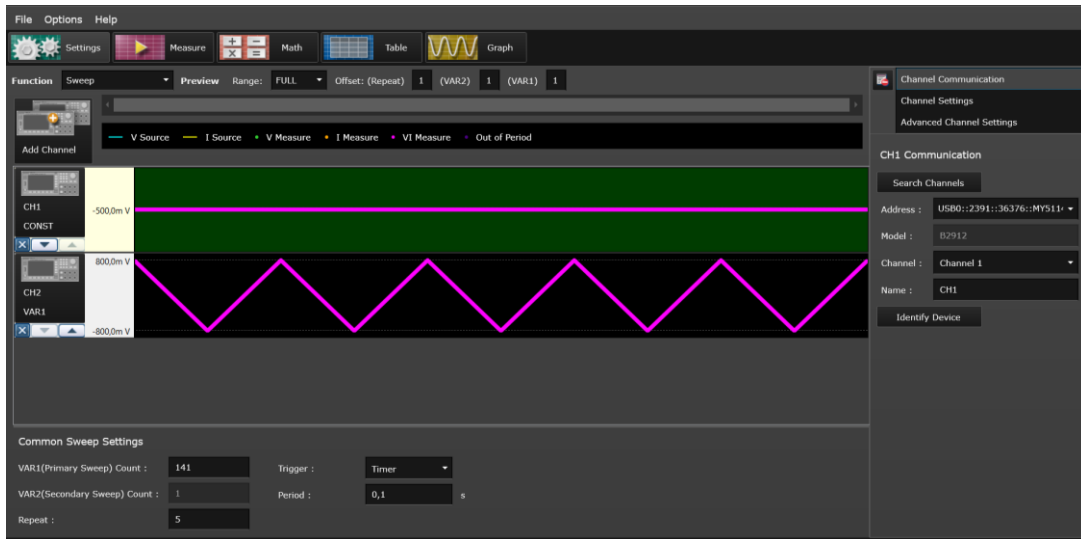 File Options Help
Settings Measure Math Table Graph
Function Sweep Preview Range: FULL Offset: (Repeat) 1 (VAR2) 1 (VAR1) 1
Add Channel
V Source I Source V Measure I Measure VI Measure Out of Period
CH1
CONST
-500,0m V
CH2
VAR1
800,0m V
-800,0m V
Common Sweep Settings
VAR1(Primary Sweep) Count : 141 Trigger : Timer
VAR2(Secondary Sweep) Count : 1 Period : 0,1 s
Repeat : 5
Channel Communication
Channel Settings
Advanced Channel Settings
CH1 Communication
Search Channels
Address : USB0::2391::36376::MY5114
Model : B2912
Channel : Channel 1
Name : CH1
Identify Device